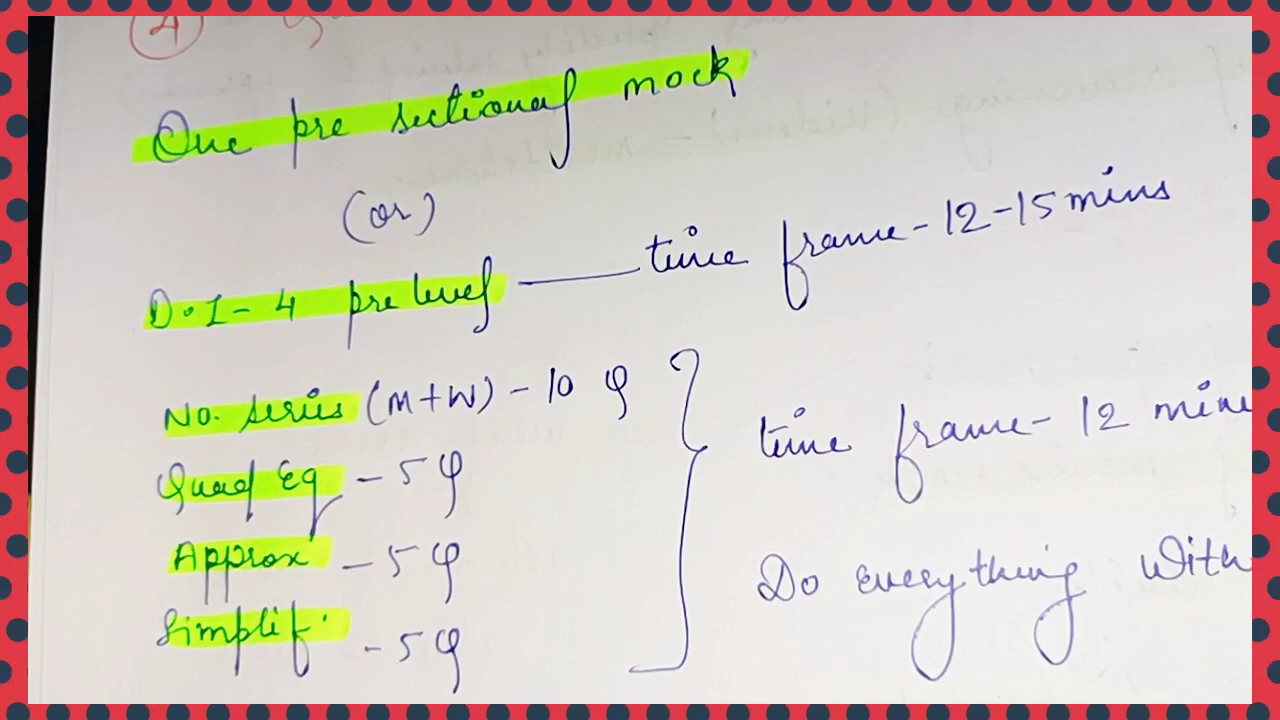 4
One pre sectional mock
(or)
D.I - 4 pre level —— time frame - 12-15 mins
No. series (M+W) - 10 Q
Quad Eq - 5 Q
time frame - 12 mins
Approx - 5 Q
Simplif. - 5 Q
Do everything with